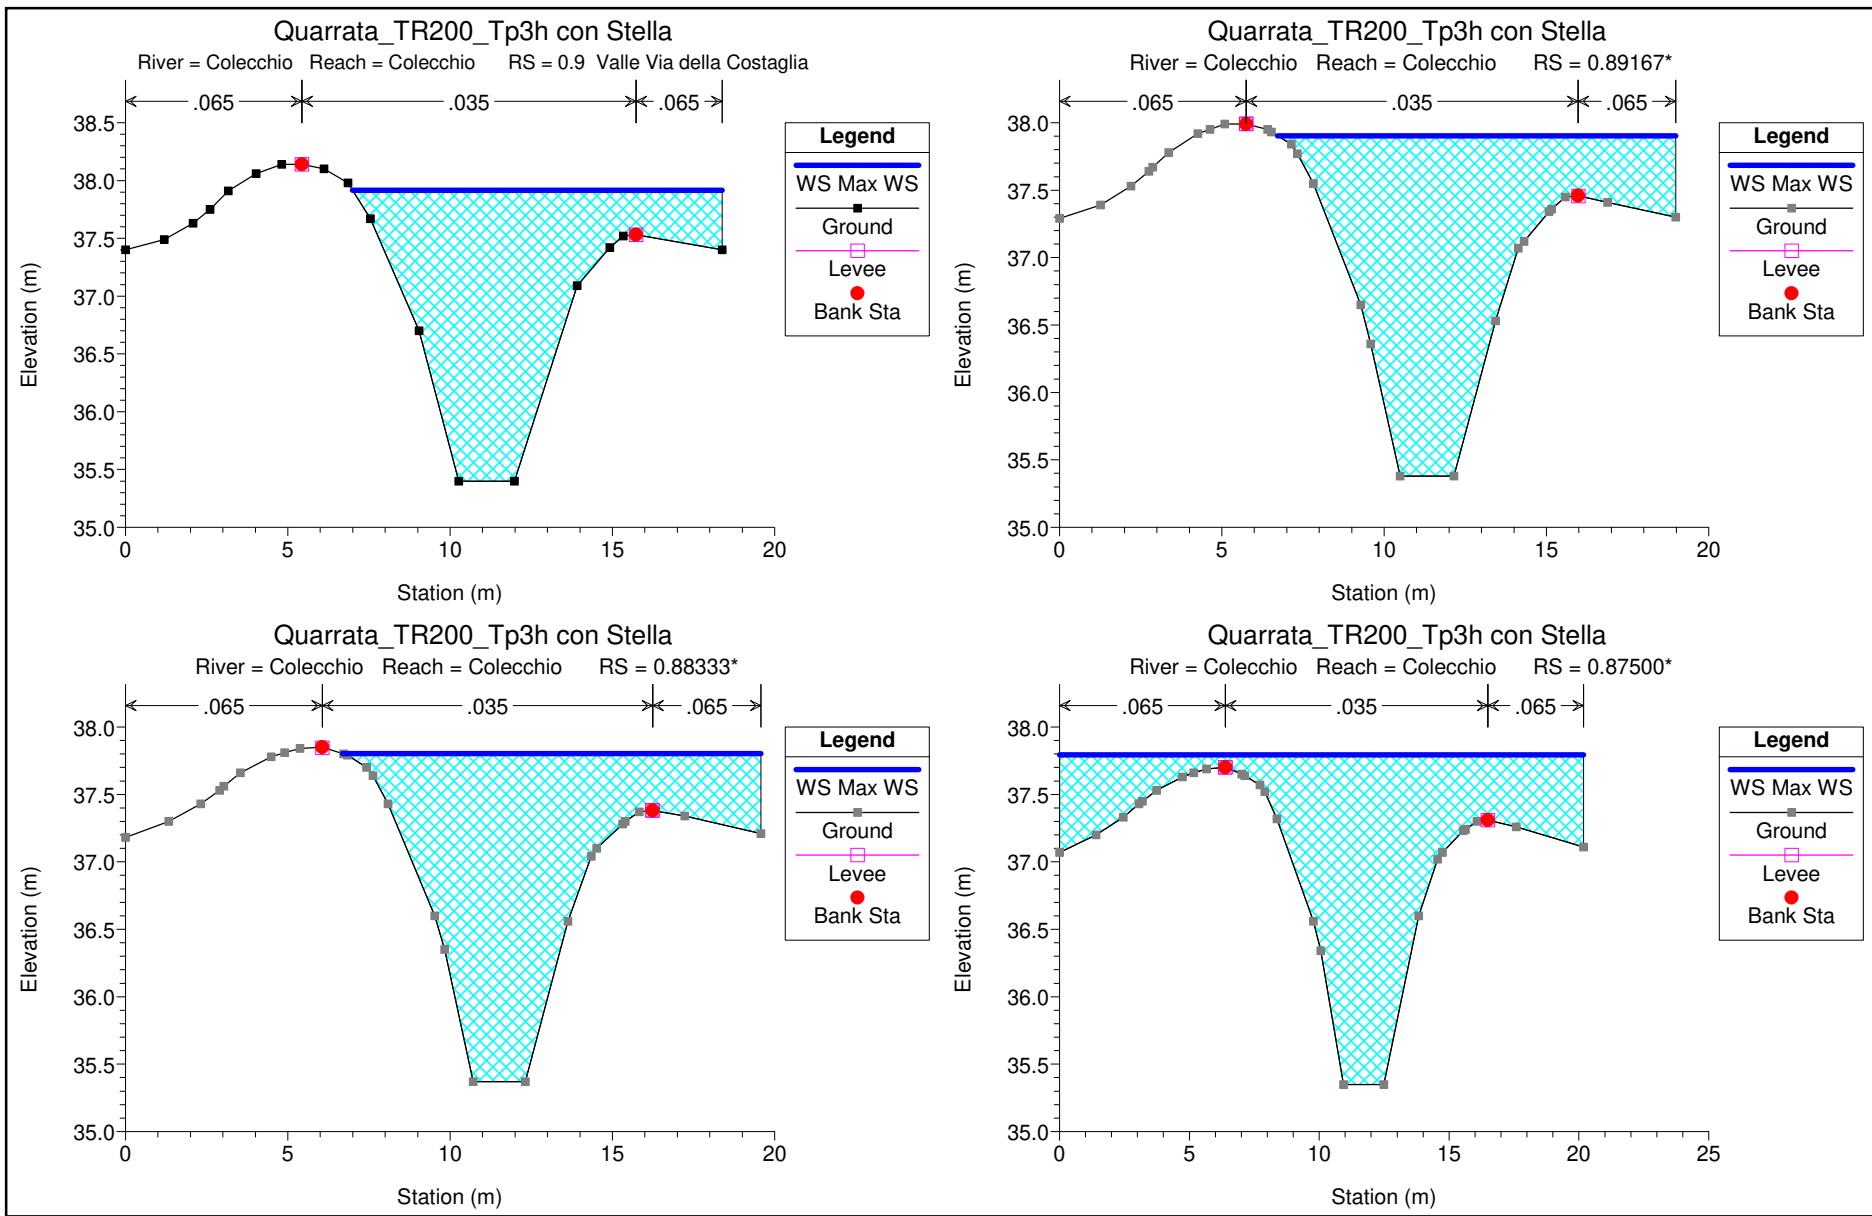 Quarrata_TR200_Tp3h con Stella
River = Colecchio Reach = Colecchio RS = 0.9 Valle Via della Costaglia
.065 .035 .065
38.5
38.0
37.5
37.0
36.5
36.0
35.5
35.0
0 5 10 15 20
Station (m)
Elevation (m)
Legend
WS Max WS
Ground
Levee
Bank Sta
Quarrata_TR200_Tp3h con Stella
River = Colecchio Reach = Colecchio RS = 0.89167*
.065 .035 .065
38.0
37.5
37.0
36.5
36.0
35.5
35.0
0 5 10 15 20
Station (m)
Elevation (m)
Legend
WS Max WS
Ground
Levee
Bank Sta
Quarrata_TR200_Tp3h con Stella
River = Colecchio Reach = Colecchio RS = 0.88333*
.065 .035 .065
38.0
37.5
37.0
36.5
36.0
35.5
35.0
0 5 10 15 20
Station (m)
Elevation (m)
Legend
WS Max WS
Ground
Levee
Bank Sta
Quarrata_TR200_Tp3h con Stella
River = Colecchio Reach = Colecchio RS = 0.87500*
.065 .035 .065
38.0
37.5
37.0
36.5
36.0
35.5
35.0
0 5 10 15 20 25
Station (m)
Elevation (m)
Legend
WS Max WS
Ground
Levee
Bank Sta